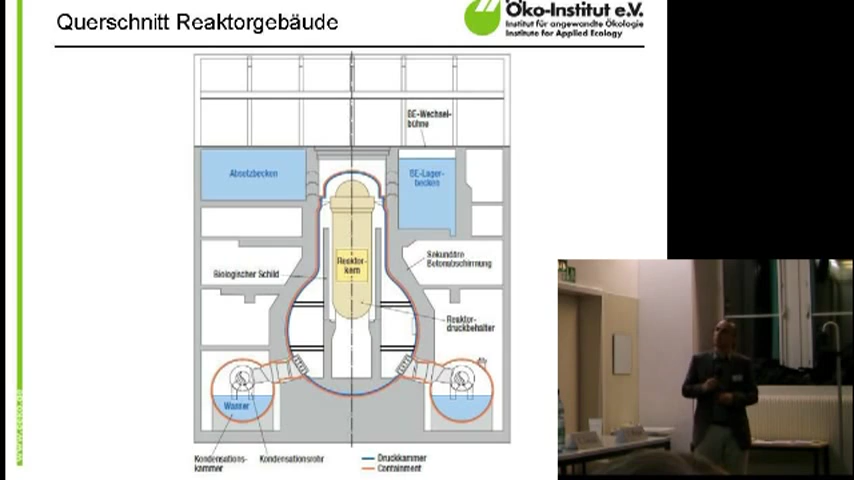 Querschnitt Reaktorgebäude
Öko-Institut e.V.
Institut für angewandte Ökologie
Institute for Applied Ecology
BE-Wechsel-
bühne
Absetzbecken
BE-Lager-
becken
Reaktor-
kern
Biologischer Schild
Sekundäre
Betonabschirmung
Reaktor-
druckbehälter
Wasser
Kondensations-
kammer
Kondensationsrohr
Druckkammer
Containment
www.oeko.de